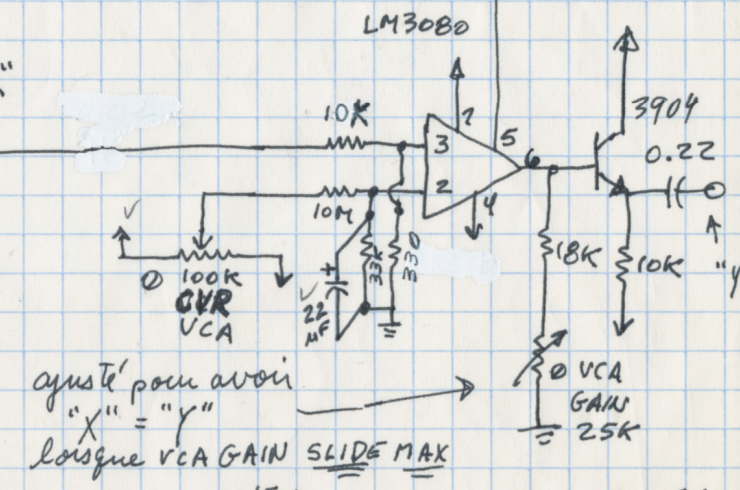 LM3080
"
10K
7
3904
3
5
6
0.22
2
10M
4
100K
CVR
VCA
+
22
µF
33K
330
18K
10K
"Y
Ø VCA
GAIN
25K
ajusté pour avoir
"X" = "Y"
lorsque VCA GAIN SLIDE MAX